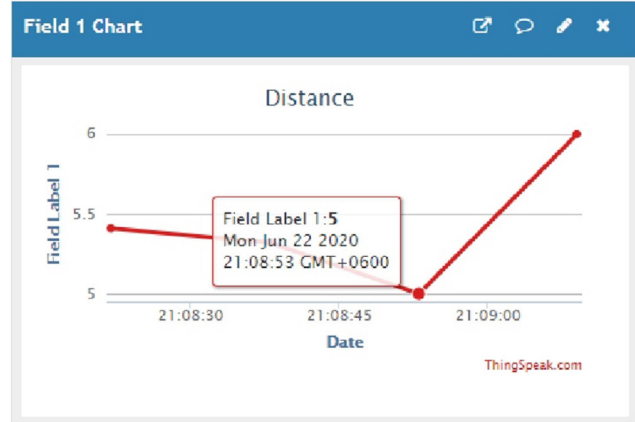 Field 1 Chart
Distance
6
5.5
5
Field Label 1
Field Label 1:5
Mon Jun 22 2020
21:08:53 GMT+0600
21:08:30 21:08:45 21:09:00
Date
ThingSpeak.com